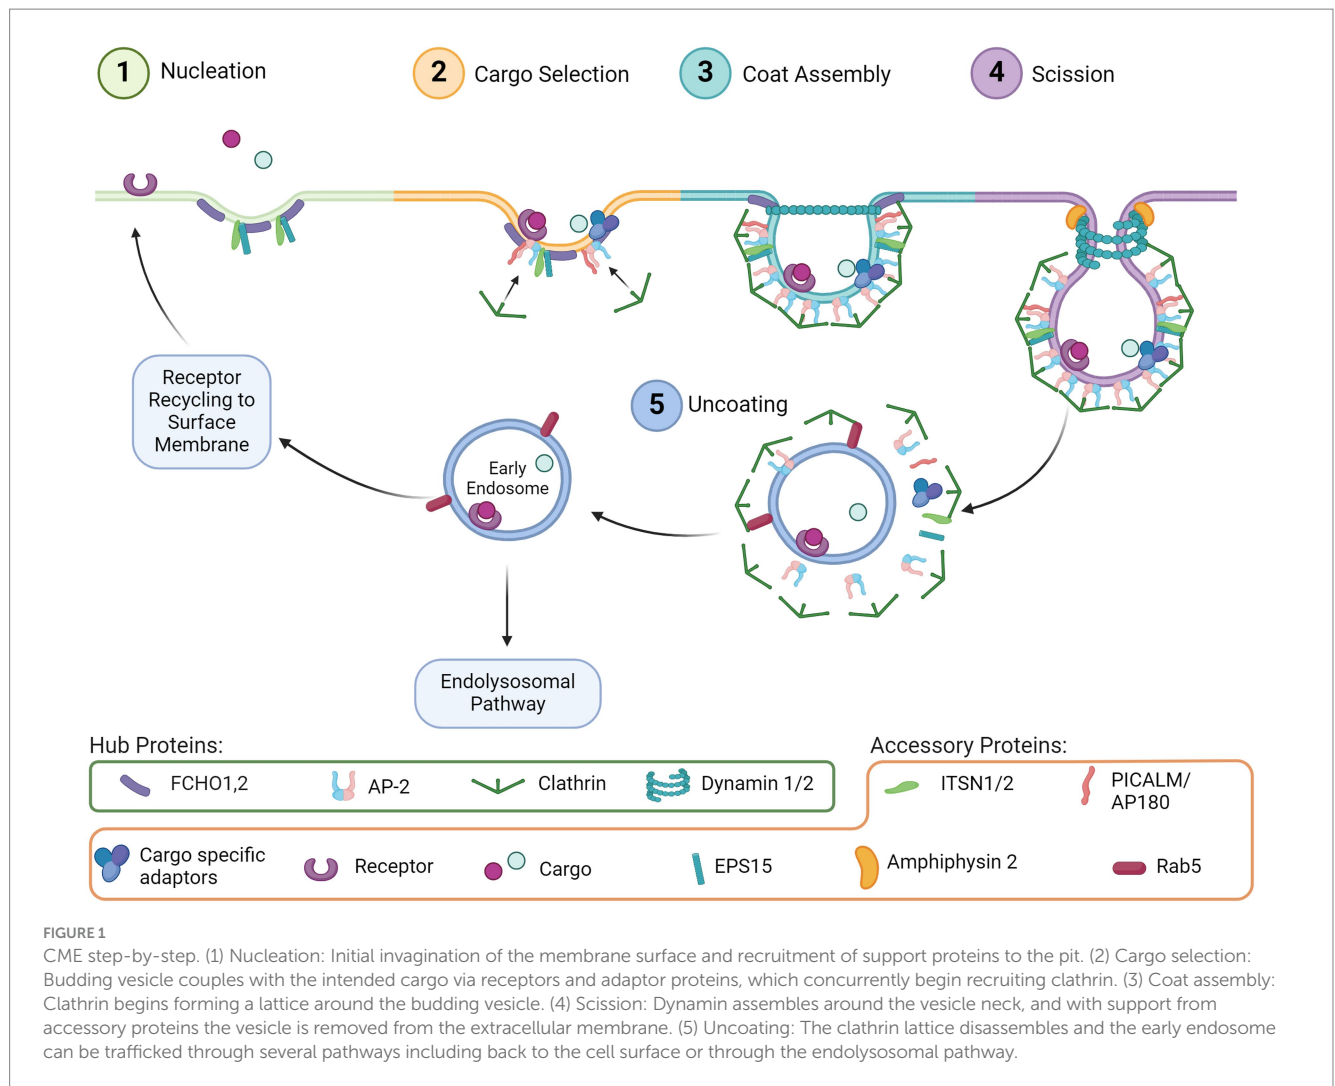 1 Nucleation
2 Cargo Selection
3 Coat Assembly
4 Scission
Receptor
Recycling to
Surface
Membrane
5 Uncoating
Early
Endosome
Endolysosomal
Pathway
Hub Proteins:
FCHO1,2
AP-2
Clathrin
Dynamin 1/2
Accessory Proteins:
ITSN1/2
PICALM/
AP180
Cargo specific
adaptors
Receptor
Cargo
EPS15
Amphiphysin 2
Rab5
FIGURE 1
CME step-by-step. (1) Nucleation: Initial invagination of the membrane surface and recruitment of support proteins to the pit. (2) Cargo selection:
Budding vesicle couples with the intended cargo via receptors and adaptor proteins, which concurrently begin recruiting clathrin. (3) Coat assembly:
Clathrin begins forming a lattice around the budding vesicle. (4) Scission: Dynamin assembles around the vesicle neck, and with support from
accessory proteins the vesicle is removed from the extracellular membrane. (5) Uncoating: The clathrin lattice disassembles and the early endosome
can be trafficked through several pathways including back to the cell surface or through the endolysosomal pathway.